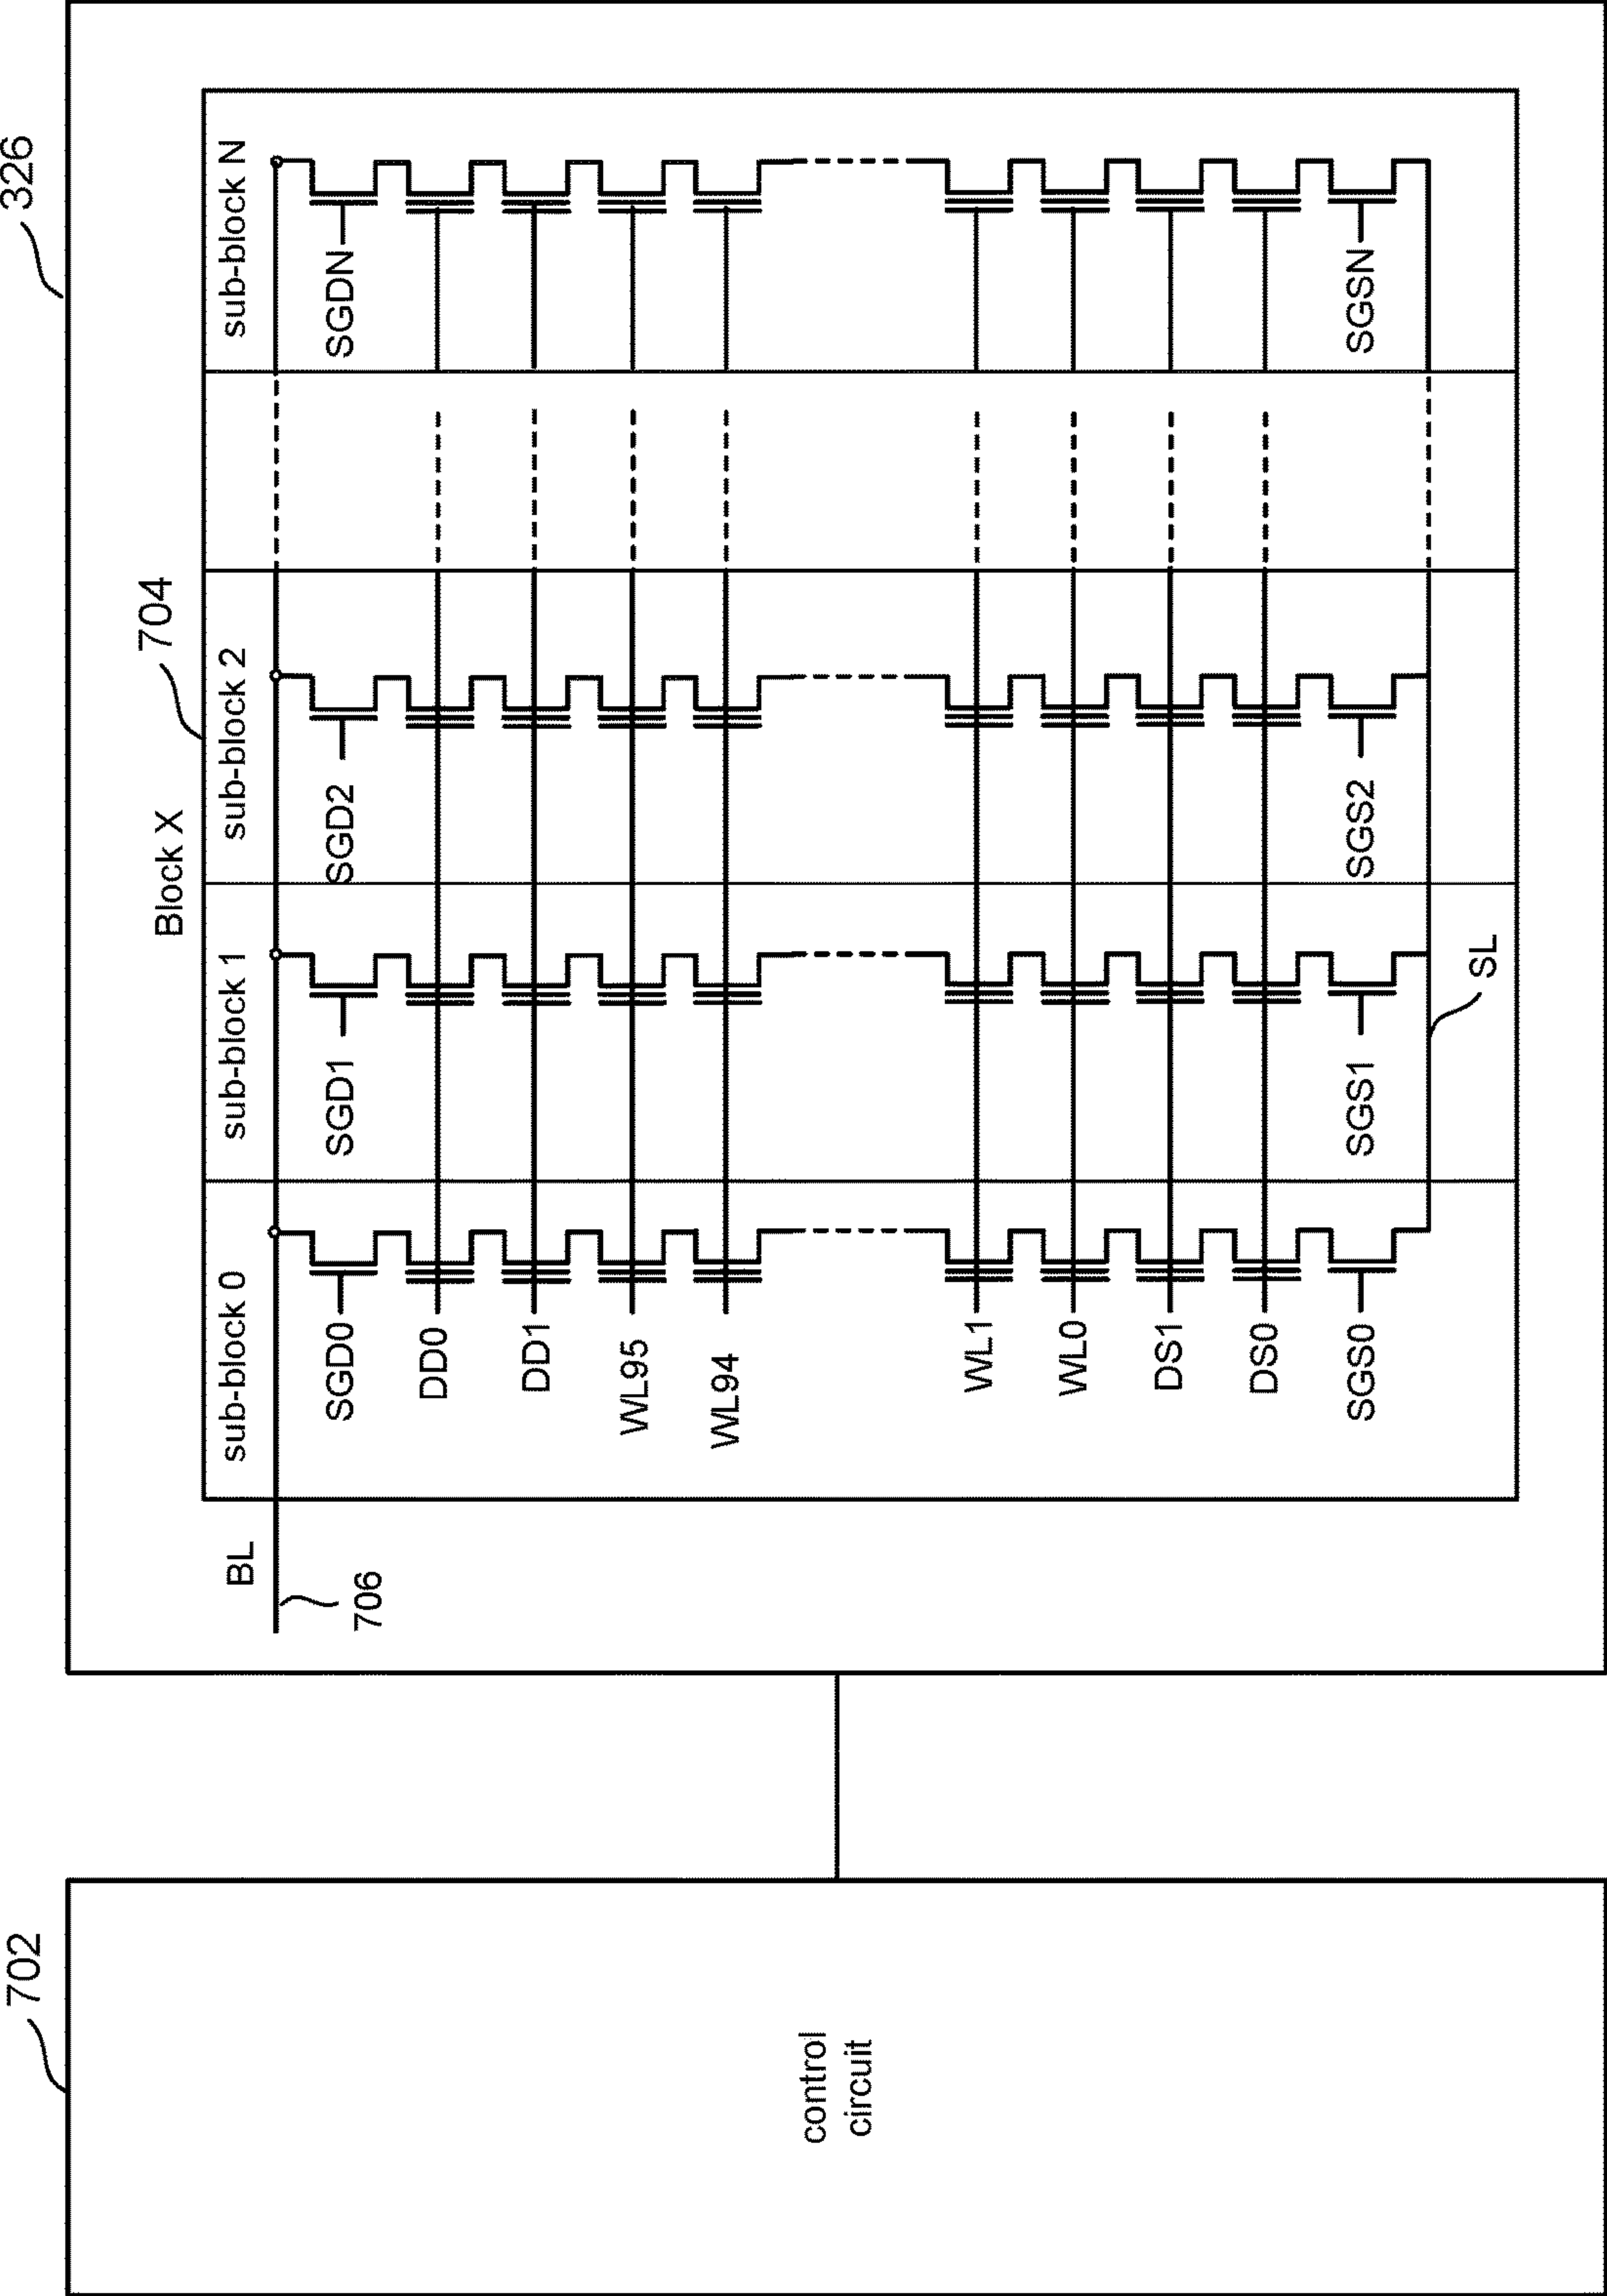 702
326
control
circuit
704
Block X
BL
706
sub-block 0
sub-block 1
sub-block 2
sub-block N
SGD0
SGD1
SGD2
SGDN
DD0
DD1
WL95
WL94
WL1
WL0
DS1
DS0
SGS0
SGS1
SGS2
SGSN
SL